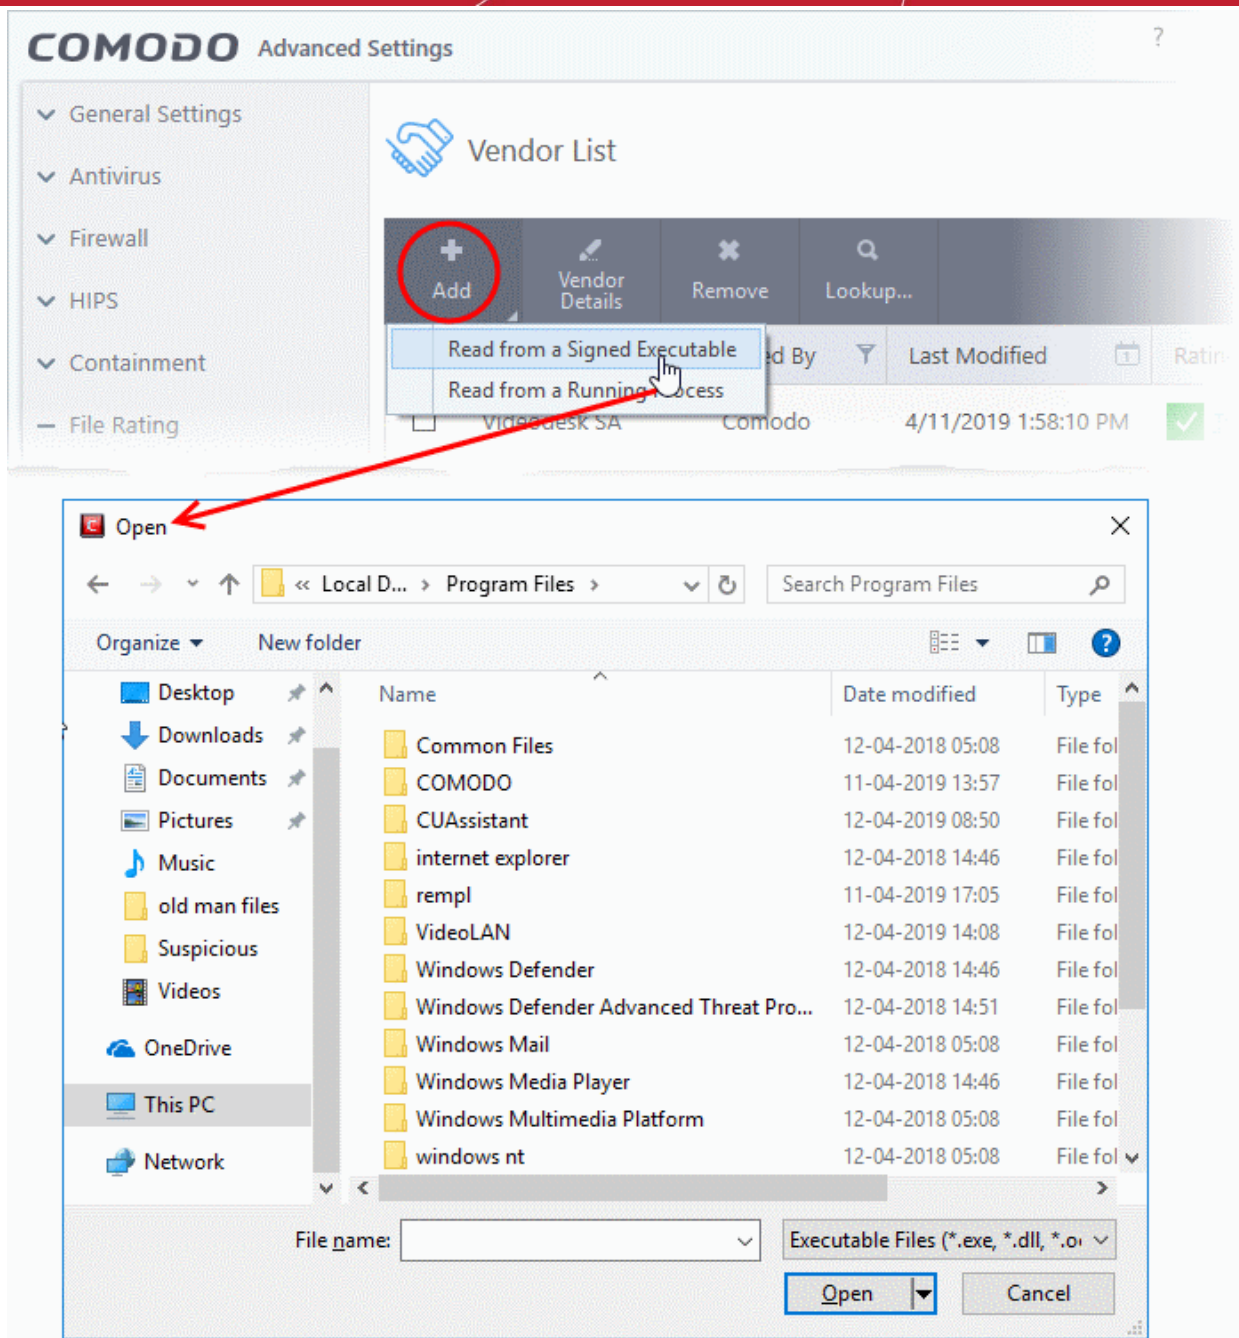 COMODO Advanced Settings ?
General Settings
Antivirus
Firewall
HIPS
Containment
File Rating
Vendor List
Add
Vendor Details
Remove
Lookup...
Read from a Signed Executable
Read from a Running Process
ed By Last Modified
Videodesk SA Comodo 4/11/2019 1:58:10 PM
Open
« Local D... › Program Files ›
Search Program Files
Organize New folder
Desktop
Downloads
Documents
Pictures
Music
old man files
Suspicious
Videos
OneDrive
This PC
Network
Name Date modified Type
Common Files 12-04-2018 05:08 File fol
COMODO 11-04-2019 13:57 File fol
CUAssistant 12-04-2019 08:50 File fol
internet explorer 12-04-2018 14:46 File fol
rempl 11-04-2019 17:05 File fol
VideoLAN 12-04-2019 14:08 File fol
Windows Defender 12-04-2018 14:46 File fol
Windows Defender Advanced Threat Pro... 12-04-2018 14:51 File fol
Windows Mail 12-04-2018 05:08 File fol
Windows Media Player 12-04-2018 14:46 File fol
Windows Multimedia Platform 12-04-2018 05:08 File fol
windows nt 12-04-2018 05:08 File fol
File name:
Executable Files (*.exe, *.dll, *.o
Open Cancel